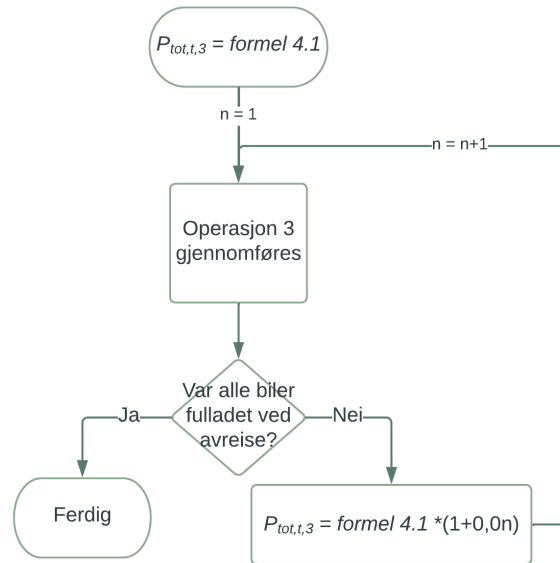 P_tot,t,3 = formel 4.1
n = 1
n = n+1
Operasjon 3
gjennomføres
Var alle biler
fulladet ved
avreise?
Ja
Nei
Ferdig
P_tot,t,3 = formel 4.1 *(1+0,0n)